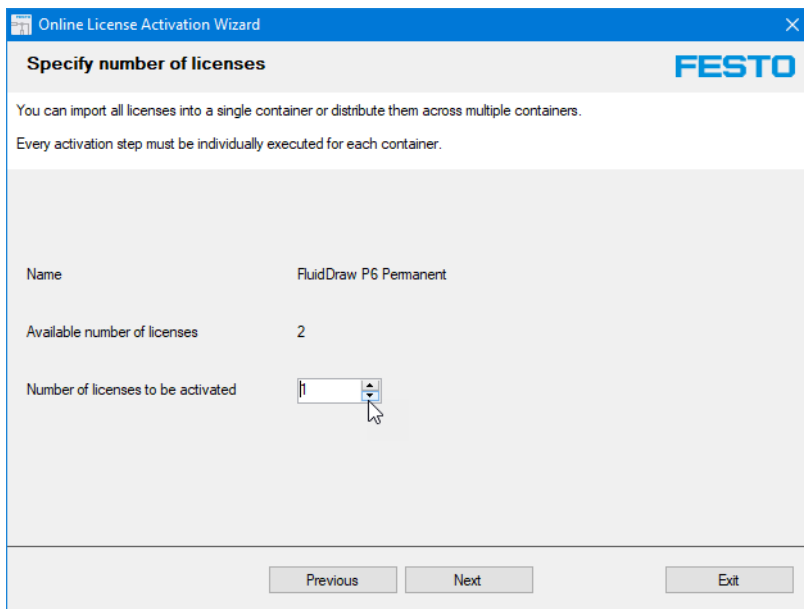 Online License Activation Wizard
Specify number of licenses
FESTO
You can import all licenses into a single container or distribute them across multiple containers.
Every activation step must be individually executed for each container.
Name FluidDraw P6 Permanent
Available number of licenses 2
Number of licenses to be activated 1
Previous Next Exit